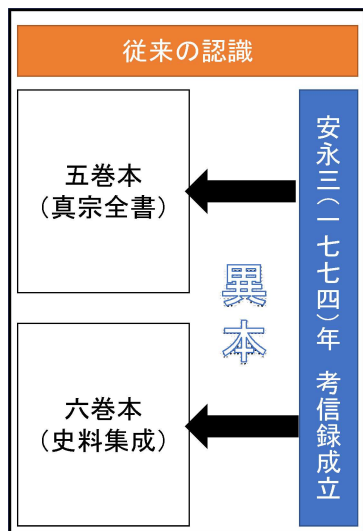 従来の認識
安永三(一七七四)年 考信録成立
異本
五巻本
(真宗全書)
六巻本
(史料集成)